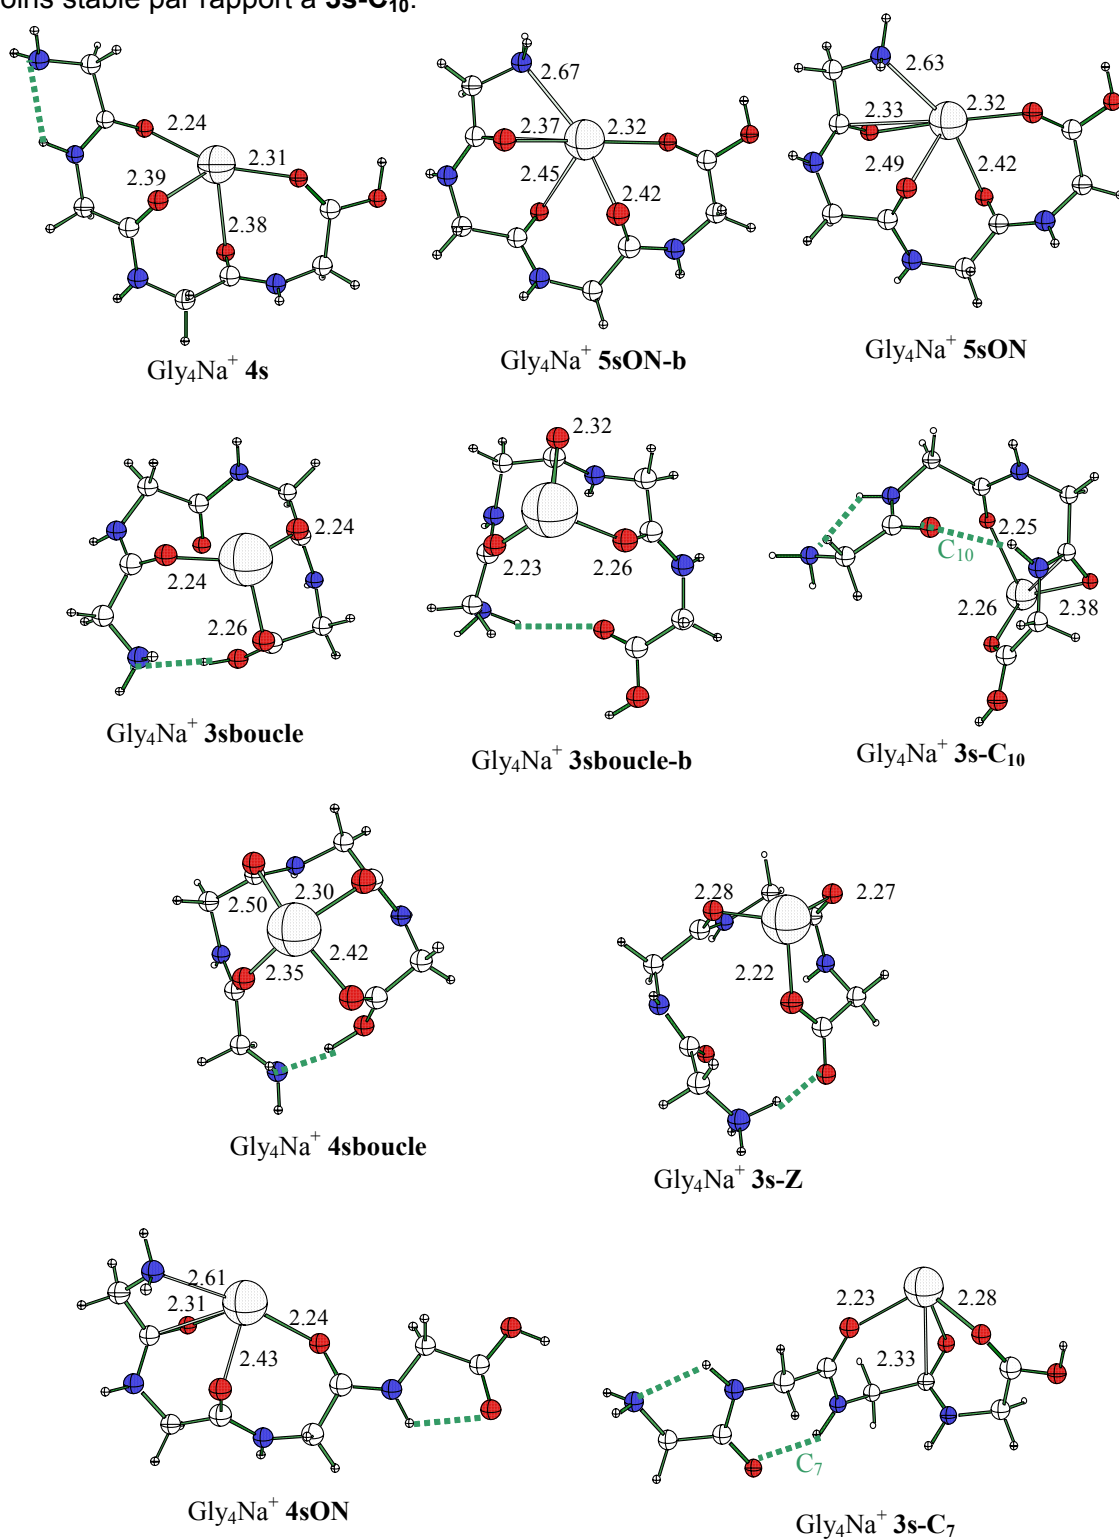 oins stable par rapport à 3s-C₁₀.
2.24
2.31
2.39
2.38
Gly₄Na⁺ 4s
2.67
2.37
2.32
2.45
2.42
Gly₄Na⁺ 5sON-b
2.63
2.33
2.32
2.49
2.42
Gly₄Na⁺ 5sON
2.24
2.24
2.26
Gly₄Na⁺ 3sboucle
2.32
2.23
2.26
Gly₄Na⁺ 3sboucle-b
2.25
C₁₀
2.26
2.38
Gly₄Na⁺ 3s-C₁₀
2.50
2.30
2.42
2.35
Gly₄Na⁺ 4sboucle
2.28
2.27
2.22
Gly₄Na⁺ 3s-Z
2.61
2.31
2.24
2.43
Gly₄Na⁺ 4sON
2.23
2.28
2.33
C₇
Gly₄Na⁺ 3s-C₇